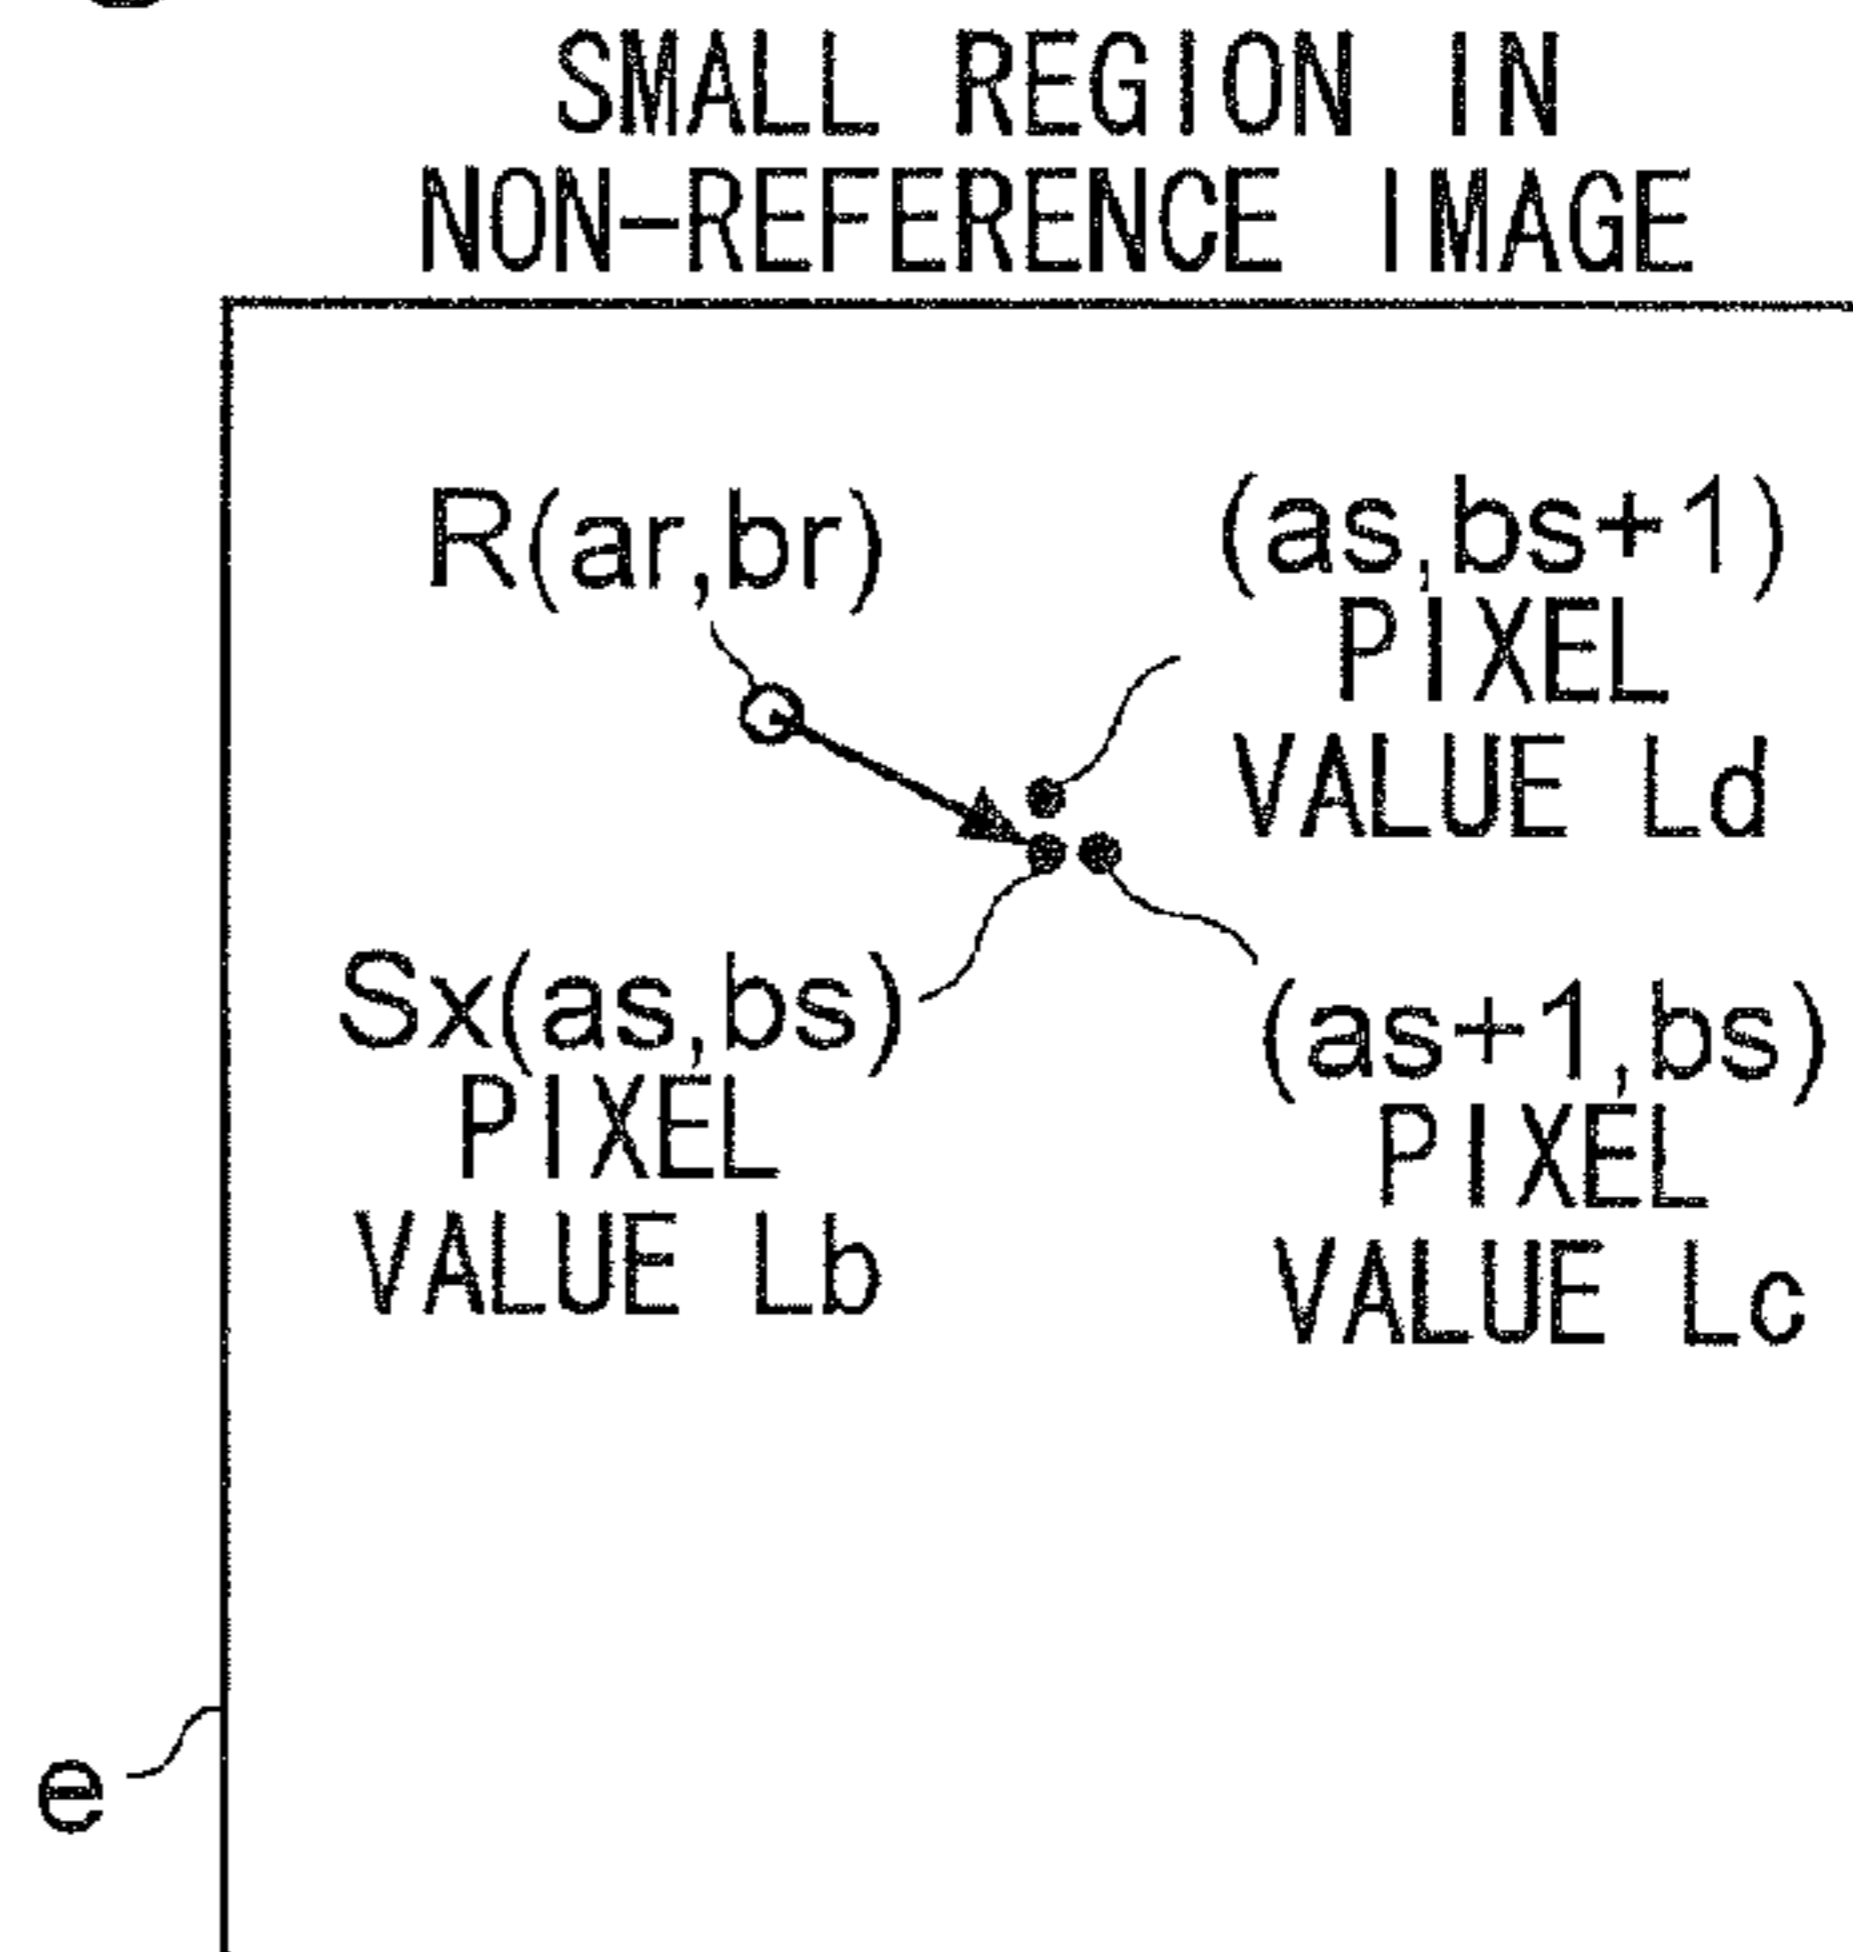 SMALL REGION IN
NON-REFERENCE IMAGE
R(ar,br)
(as,bs+1)
PIXEL
VALUE Ld
Sx(as,bs)
PIXEL
VALUE Lb
(as+1,bs)
PIXEL
VALUE Lc
e